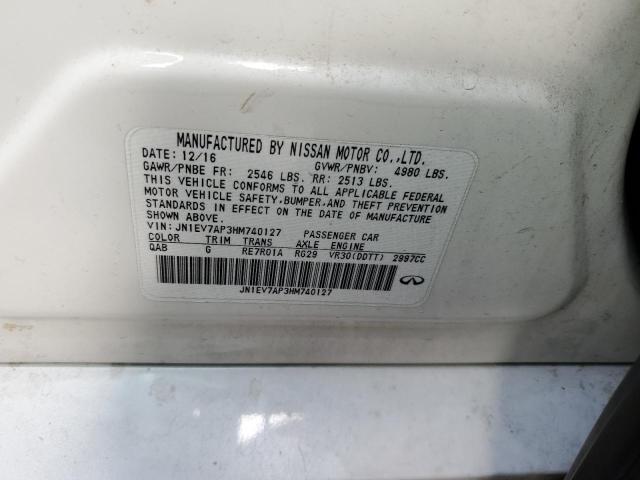 MANUFACTURED BY NISSAN MOTOR CO.,LTD.
DATE: 12/16 GVWR/PNBV: 4980 LBS.
GAWR/PNBE FR: 2546 LBS. RR: 2513 LBS.
THIS VEHICLE CONFORMS TO ALL APPLICABLE FEDERAL
MOTOR VEHICLE SAFETY, BUMPER, AND THEFT PREVENTION
STANDARDS IN EFFECT ON THE DATE OF MANUFACTURE
SHOWN ABOVE.
VIN: JN1EV7AP3HM740127 PASSENGER CAR
COLOR TRIM TRANS AXLE ENGINE
QAB G RE7R01A RG29 VR30(DDTT) 2997CC
JN1EV7AP3HM740127